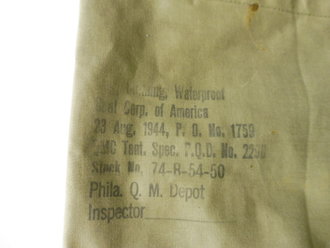 Waterproof
Corp. of America
23 Aug. 1944, P. O. No. 1759
Tent. Spec. P.Q.D. No.
Stock No. 74-B-54-50
Phila. Q. M. Depot
Inspector